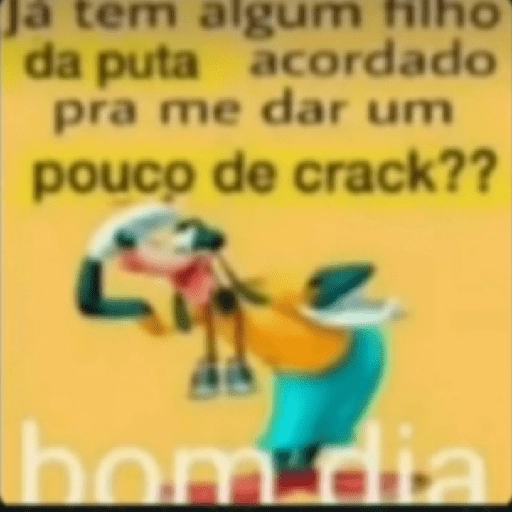 Já tem algum filho
da puta acordado
pra me dar um
pouco de crack??
bom dia